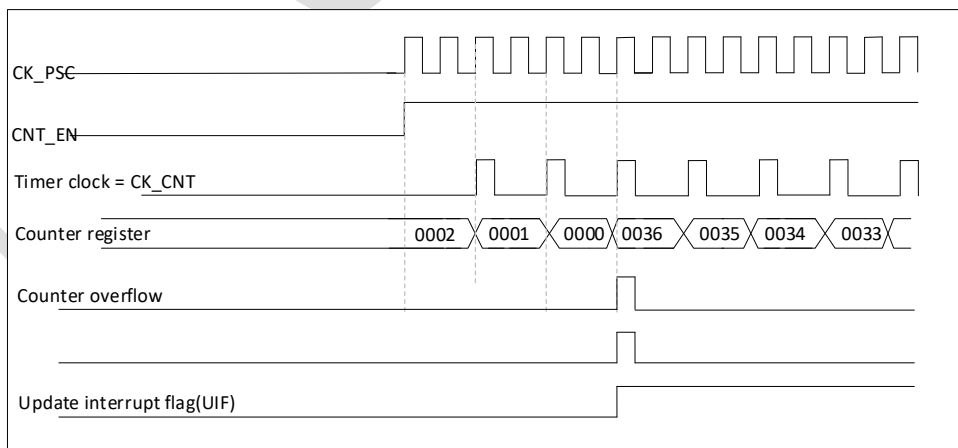 CK_PSC
CNT_EN
Timer clock = CK_CNT
Counter register 0002 0001 0000 0036 0035 0034 0033
Counter overflow
Update interrupt flag(UIF)